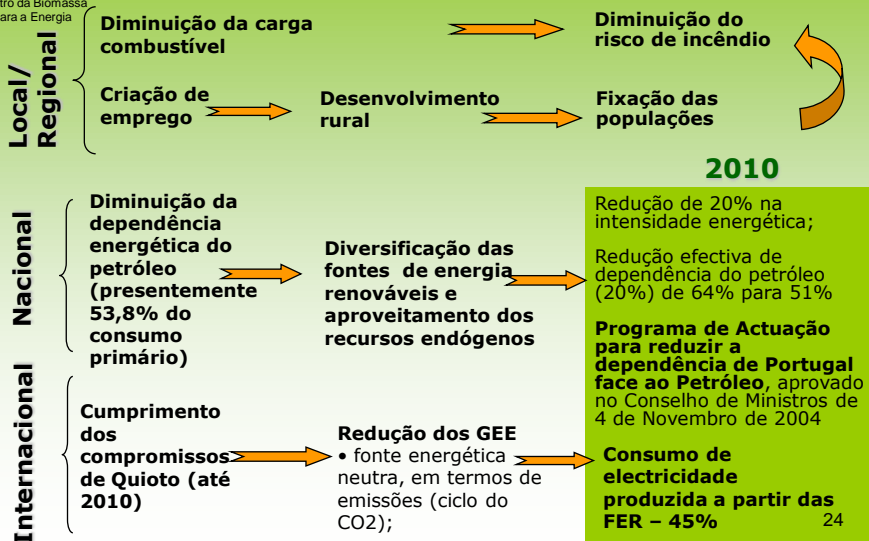 tro da Biomassa
ara a Energia
Local/
Regional
Diminuição da carga
combustível
Diminuição do
risco de incêndio
Criação de
emprego
Desenvolvimento
rural
Fixação das
populações
2010
Nacional
Diminuição da
dependência
energética do
petróleo
(presentemente
53,8% do
consumo
primário)
Diversificação das
fontes de energia
renováveis e
aproveitamento dos
recursos endógenos
Redução de 20% na
intensidade energética;
Redução efectiva de
dependência do petróleo
(20%) de 64% para 51%
Programa de Actuação
para reduzir a
dependência de Portugal
face ao Petróleo, aprovado
no Conselho de Ministros de
4 de Novembro de 2004
Internacional
Cumprimento
dos
compromissos
de Quioto (até
2010)
Redução dos GEE
• fonte energética
neutra, em termos de
emissões (ciclo do
CO2);
Consumo de
electricidade
produzida a partir das
FER – 45%
24